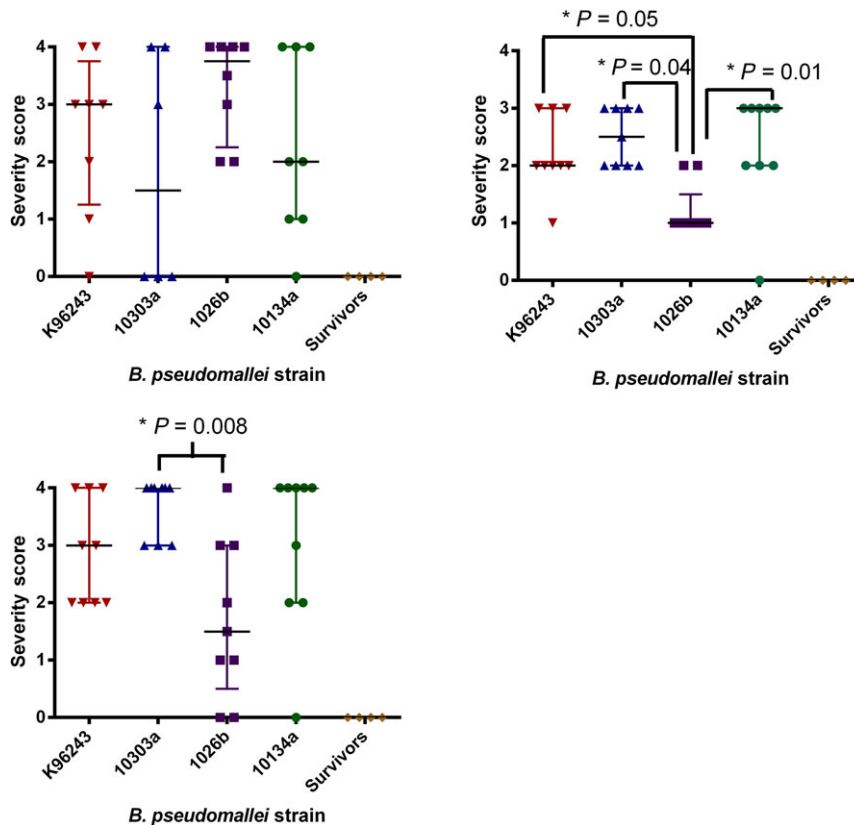 4
3
2
1
0
Severity score
K96243
10303a
1026b
10134a
Survivors
B. pseudomallei strain
* P = 0.05
* P = 0.04
* P = 0.01
4
3
2
1
0
Severity score
K96243
10303a
1026b
10134a
Survivors
B. pseudomallei strain
* P = 0.008
4
3
2
1
0
Severity score
K96243
10303a
1026b
10134a
Survivors
B. pseudomallei strain